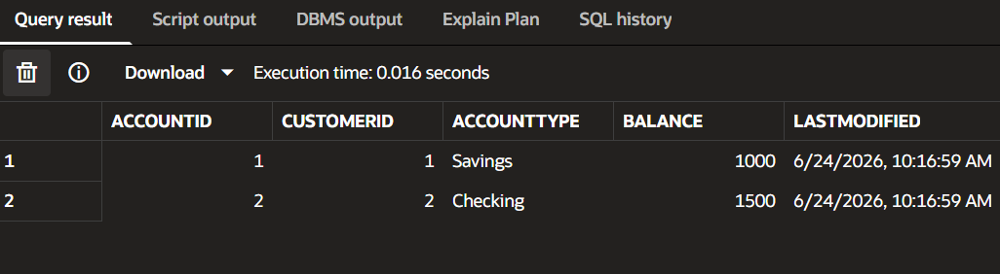 Query result Script output DBMS output Explain Plan SQL history
Download Execution time: 0.016 seconds
ACCOUNTID CUSTOMERID ACCOUNTTYPE BALANCE LASTMODIFIED
1 1 1 Savings 1000 6/24/2026, 10:16:59 AM
2 2 2 Checking 1500 6/24/2026, 10:16:59 AM